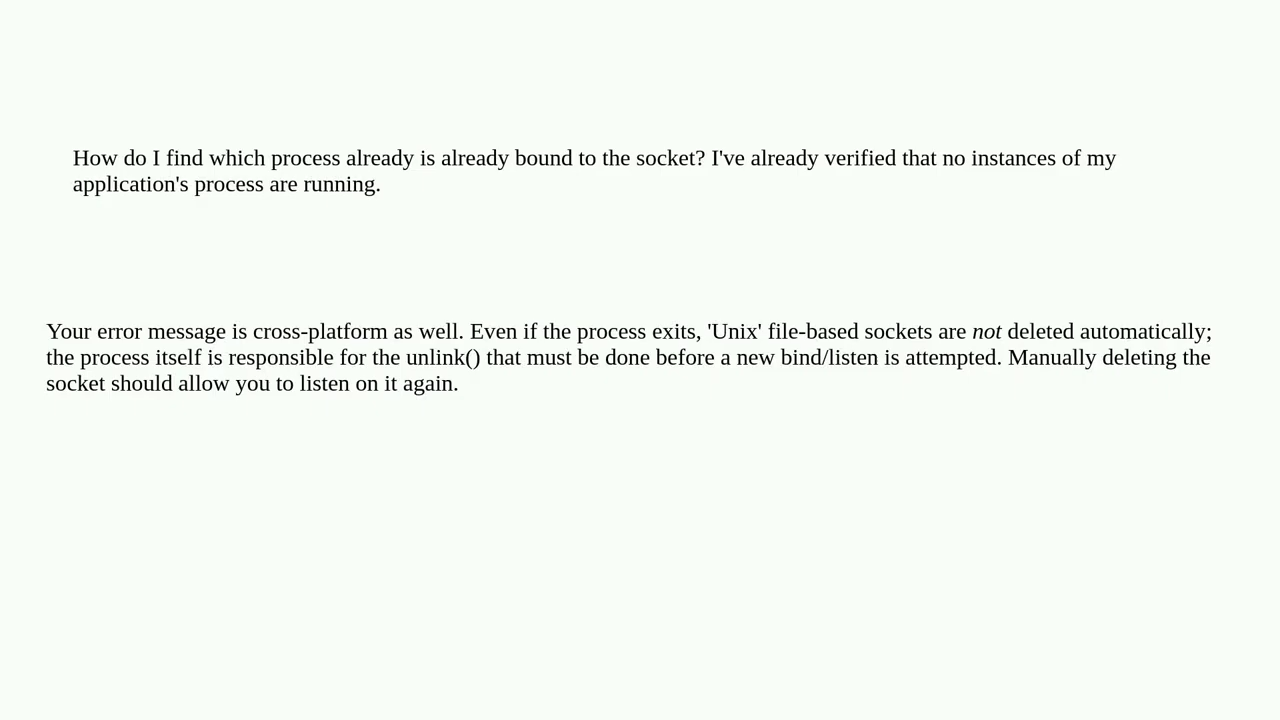 How do I find which process already is already bound to the socket? I've already verified that no instances of my
application's process are running.
Your error message is cross-platform as well. Even if the process exits, 'Unix' file-based sockets are not deleted automatically;
the process itself is responsible for the unlink() that must be done before a new bind/listen is attempted. Manually deleting the
socket should allow you to listen on it again.